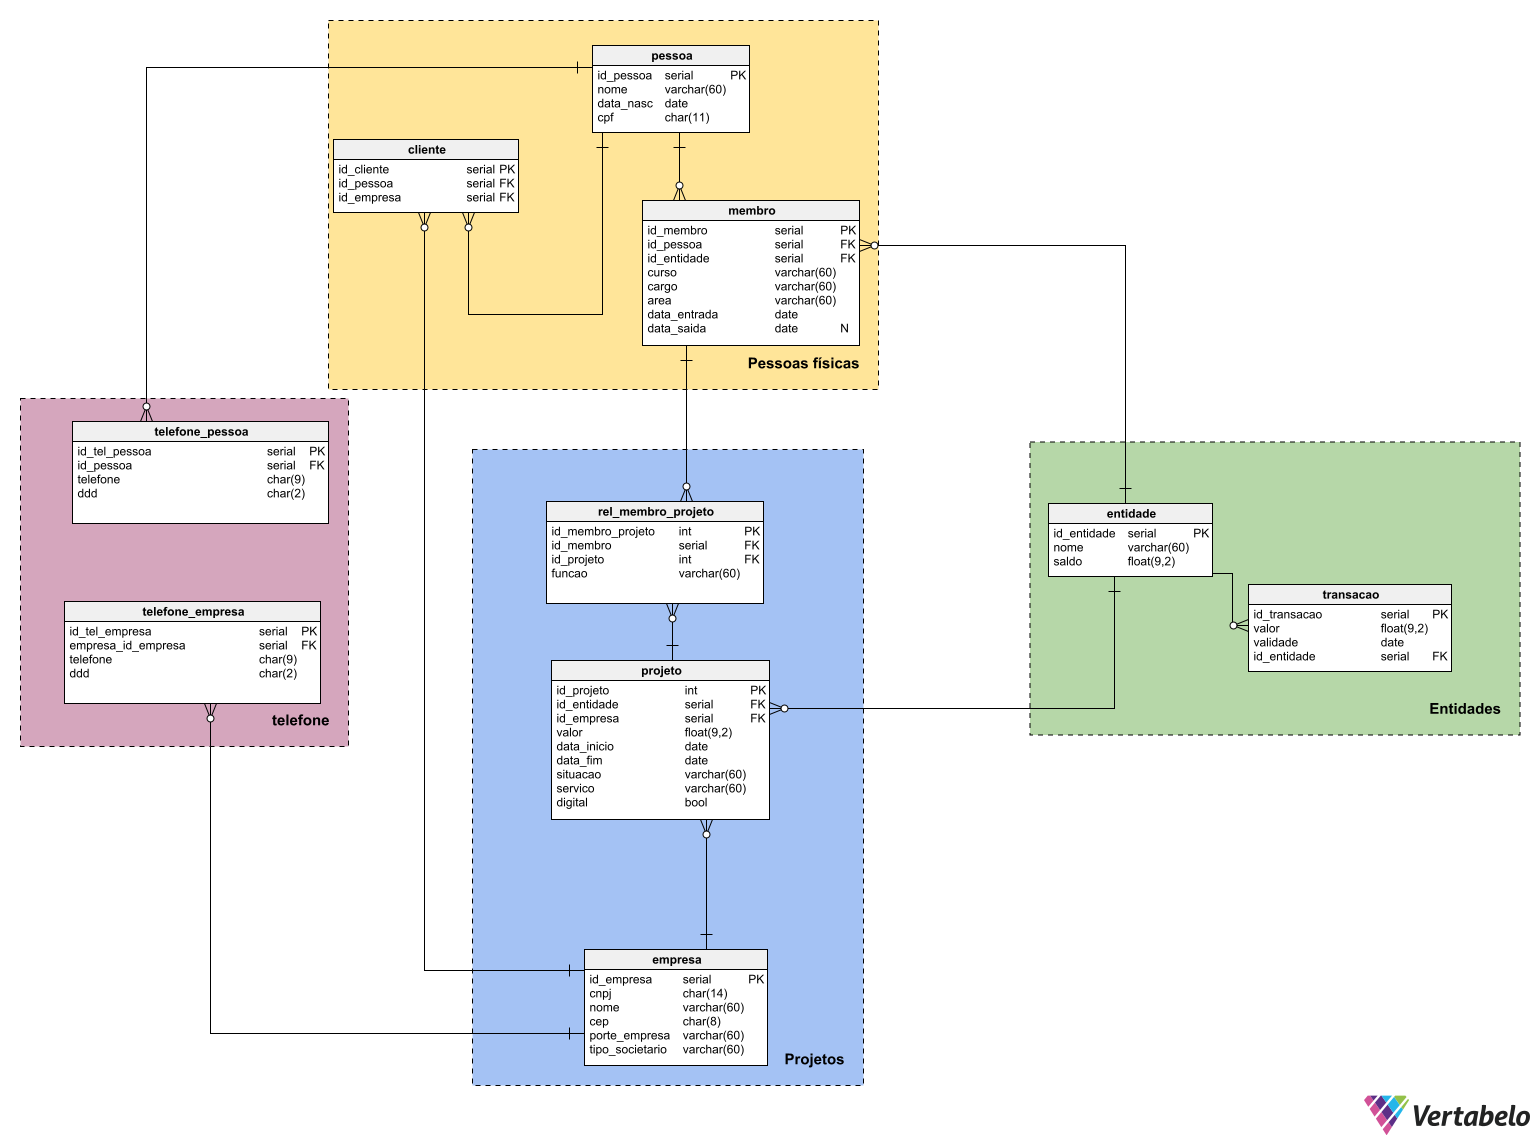 pessoa
id_pessoa serial PK
nome varchar(60)
data_nasc date
cpf char(11)
cliente
id_cliente serial PK
id_pessoa serial FK
id_empresa serial FK
membro
id_membro serial PK
id_pessoa serial FK
id_entidade serial FK
curso varchar(60)
cargo varchar(60)
area varchar(60)
data_entrada date
data_saida date N
Pessoas físicas
telefone_pessoa
id_tel_pessoa serial PK
id_pessoa serial FK
telefone char(9)
ddd char(2)
telefone_empresa
id_tel_empresa serial PK
empresa_id_empresa serial FK
telefone char(9)
ddd char(2)
telefone
rel_membro_projeto
id_membro_projeto int PK
id_membro serial FK
id_projeto int FK
funcao varchar(60)
projeto
id_projeto int PK
id_entidade serial FK
id_empresa serial FK
valor float(9,2)
data_inicio date
data_fim date
situacao varchar(60)
servico varchar(60)
digital bool
empresa
id_empresa serial PK
cnpj char(14)
nome varchar(60)
cep char(8)
porte_empresa varchar(60)
tipo_societario varchar(60)
Projetos
entidade
id_entidade serial PK
nome varchar(60)
saldo float(9,2)
transacao
id_transacao serial PK
valor float(9,2)
validade date
id_entidade serial FK
Entidades
Vertabelo